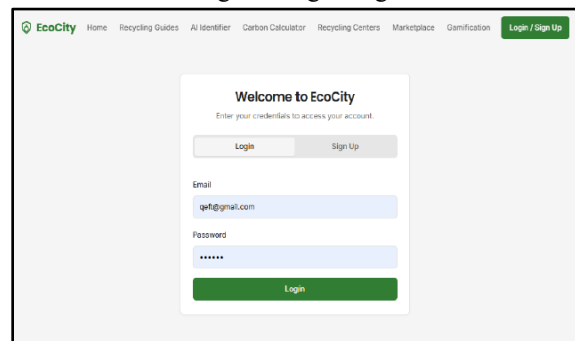 EcoCity Home Recycling Guides AI Identifier Carbon Calculator Recycling Centers Marketplace Gamification Login / Sign Up
Welcome to EcoCity
Enter your credentials to access your account.
Login Sign Up
Email
qeft@gmail.com
Password
••••••
Login